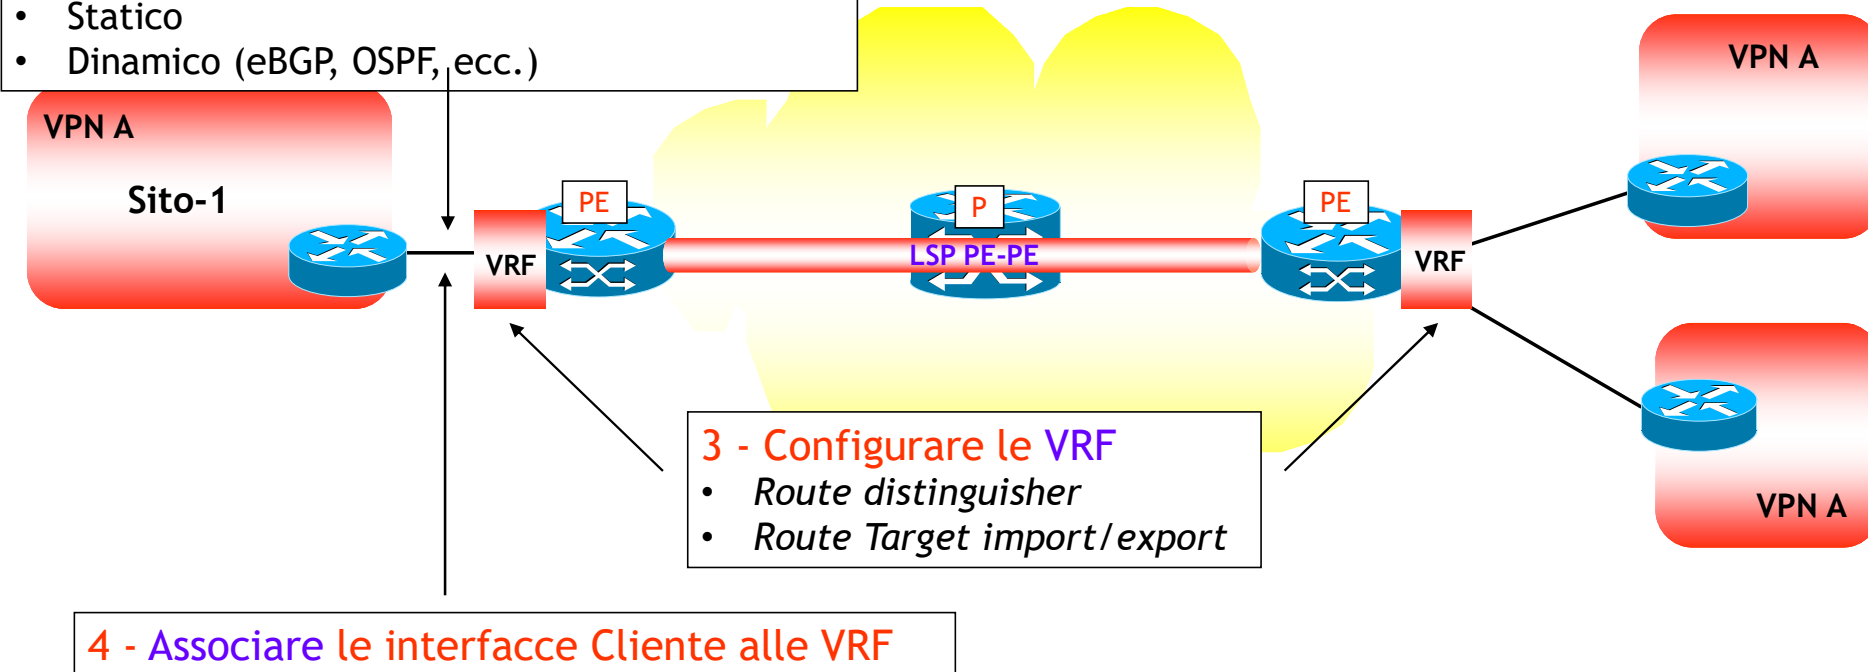 • Statico
• Dinamico (eBGP, OSPF, ecc.)
VPN A
VPN A
Sito-1
PE
P
PE
VRF
LSP PE-PE
VRF
3 - Configurare le VRF
• Route distinguisher
• Route Target import/export
VPN A
4 - Associare le interfacce Cliente alle VRF